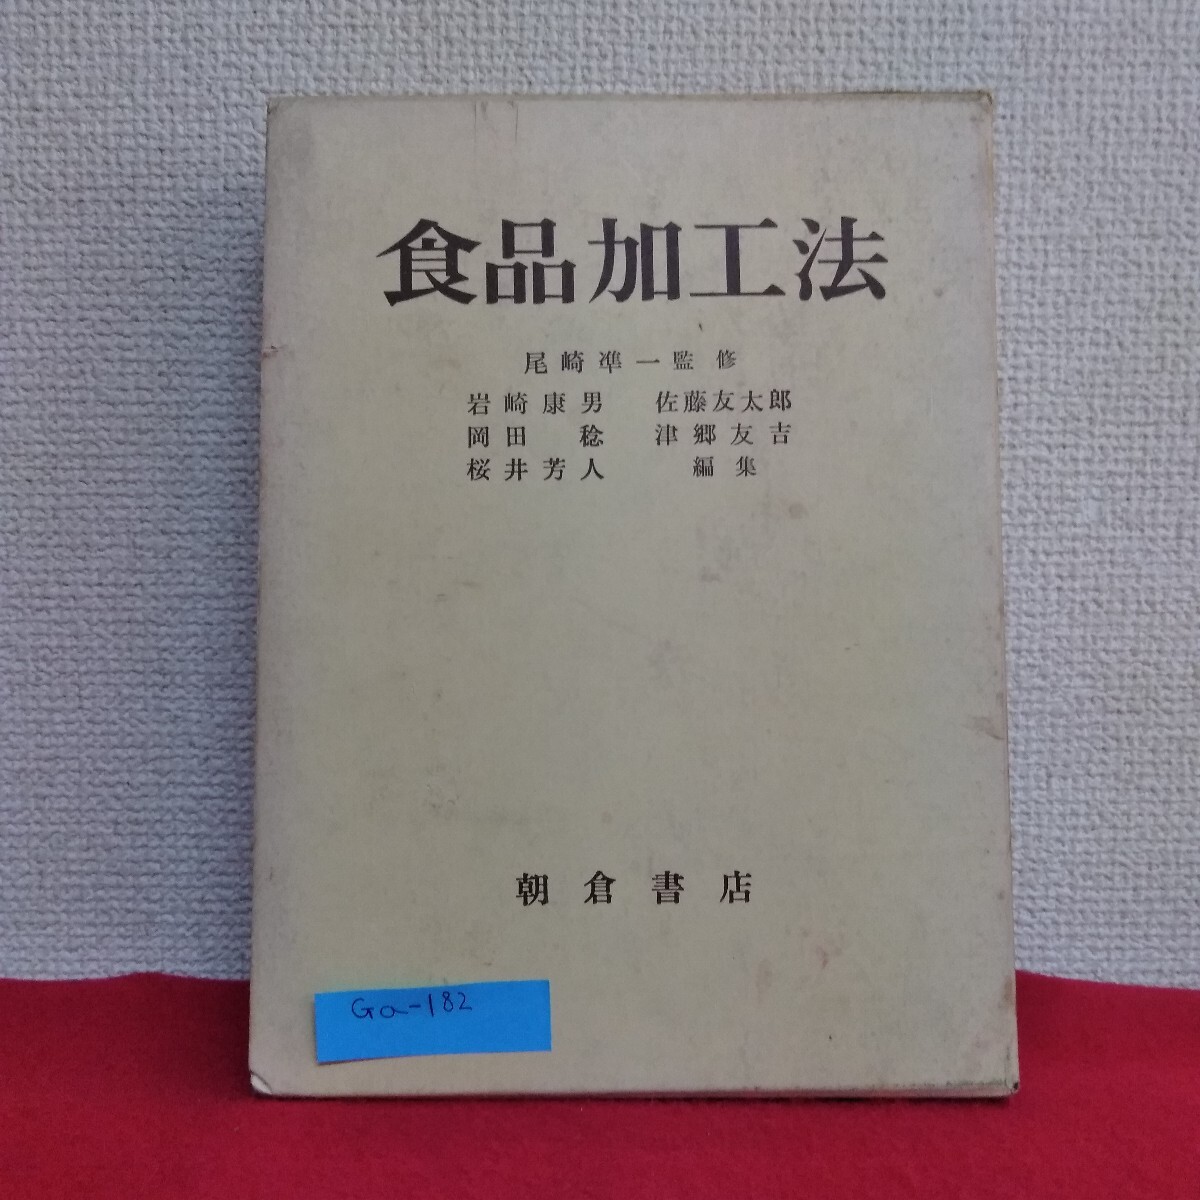 食品加工法
尾崎準一監修
岩崎康男 佐藤友太郎
岡田稔 津郷友吉
桜井芳人 編集
朝倉書店
Ga-182